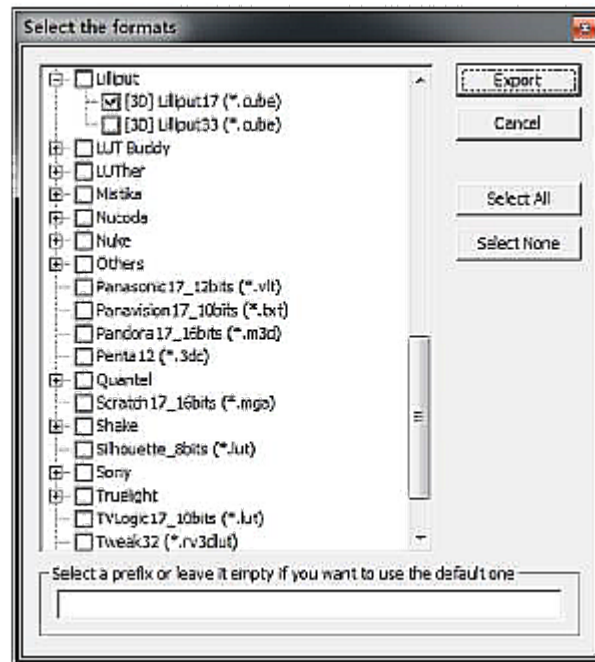 Select the formats
Lilliput
[3D] Lilliput17 (*.cube)
[3D] Lilliput33 (*.cube)
LUT Buddy
LUTher
Mistika
Nucoda
Nuke
Others
Panasonic17_12bits (*.vlt)
Panavision17_10bits (*.txt)
Pandora17_16bits (*.m3d)
Penta12 (*.3dc)
Quantel
Scratch17_16bits (*.mga)
Shake
Silhouette_8bits (*.lut)
Sony
Truelight
TVLogic17_10bits (*.lut)
Tweak32 (*.rv3dlut)
Export
Cancel
Select All
Select None
Select a prefix or leave it empty if you want to use the default one